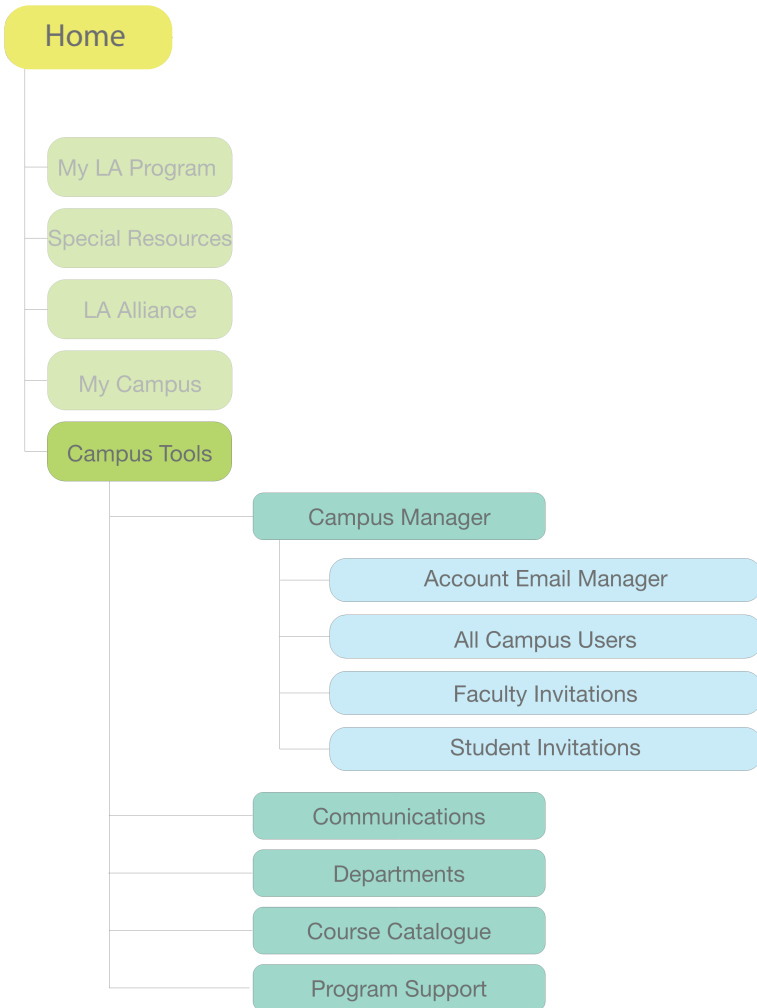 Home
My LA Program
Special Resources
LA Alliance
My Campus
Campus Tools
Campus Manager
Account Email Manager
All Campus Users
Faculty Invitations
Student Invitations
Communications
Departments
Course Catalogue
Program Support